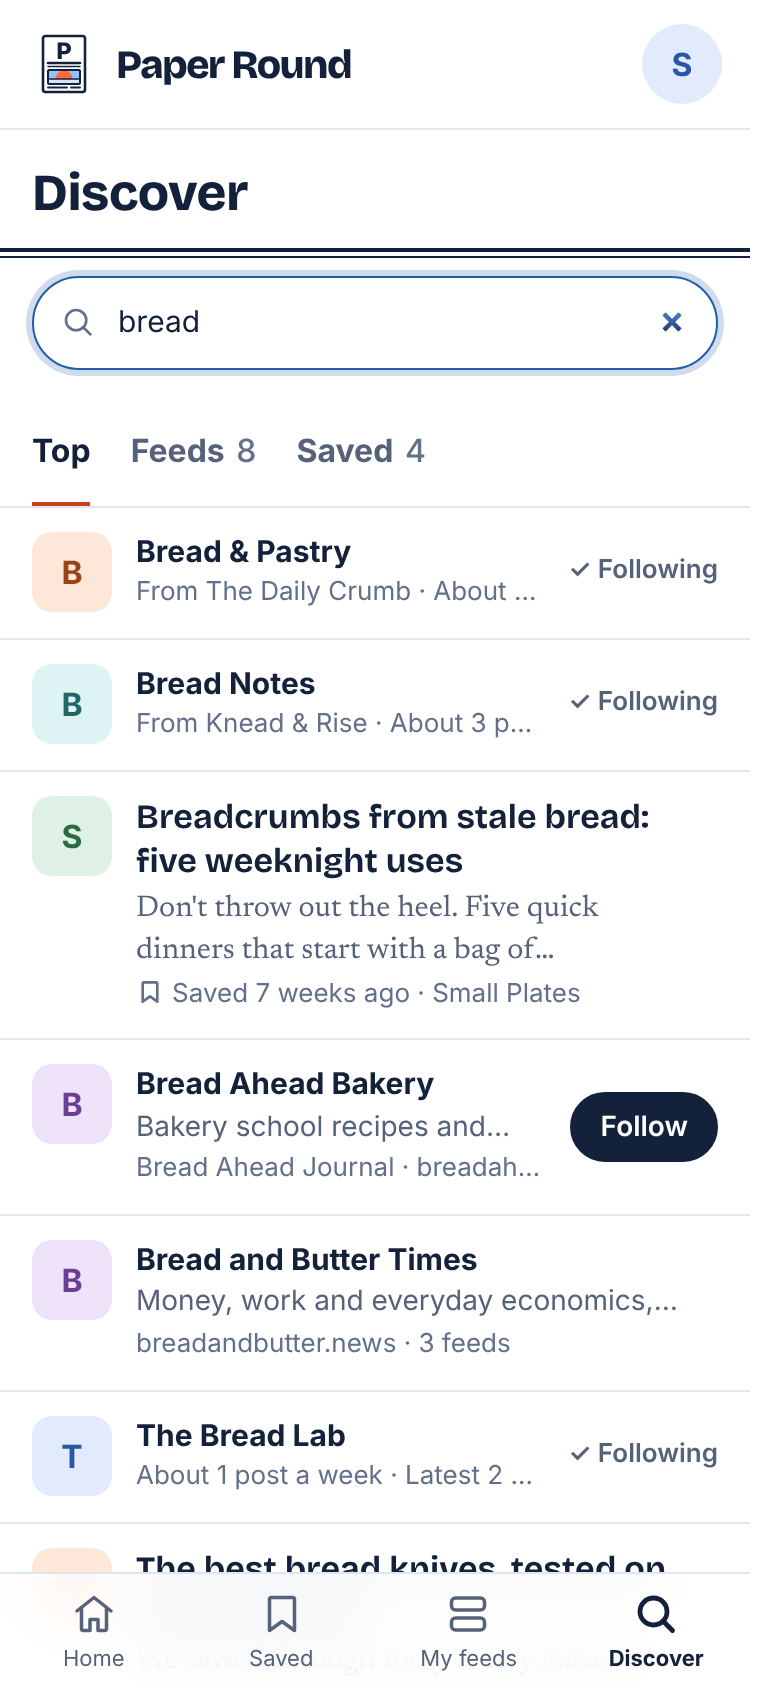 P
Paper Round
S
Discover
bread
Top Feeds 8 Saved 4
B
Bread & Pastry
From The Daily Crumb · About ...
Following
B
Bread Notes
From Knead & Rise · About 3 p...
Following
S
Breadcrumbs from stale bread:
five weeknight uses
Don't throw out the heel. Five quick
dinners that start with a bag of...
Saved 7 weeks ago · Small Plates
B
Bread Ahead Bakery
Bakery school recipes and...
Bread Ahead Journal · breadah...
Follow
B
Bread and Butter Times
Money, work and everyday economics,...
breadandbutter.news · 3 feeds
T
The Bread Lab
About 1 post a week · Latest 2 ...
Following
The best bread knives, tested on
We sawed through
Home Saved My feeds Discover